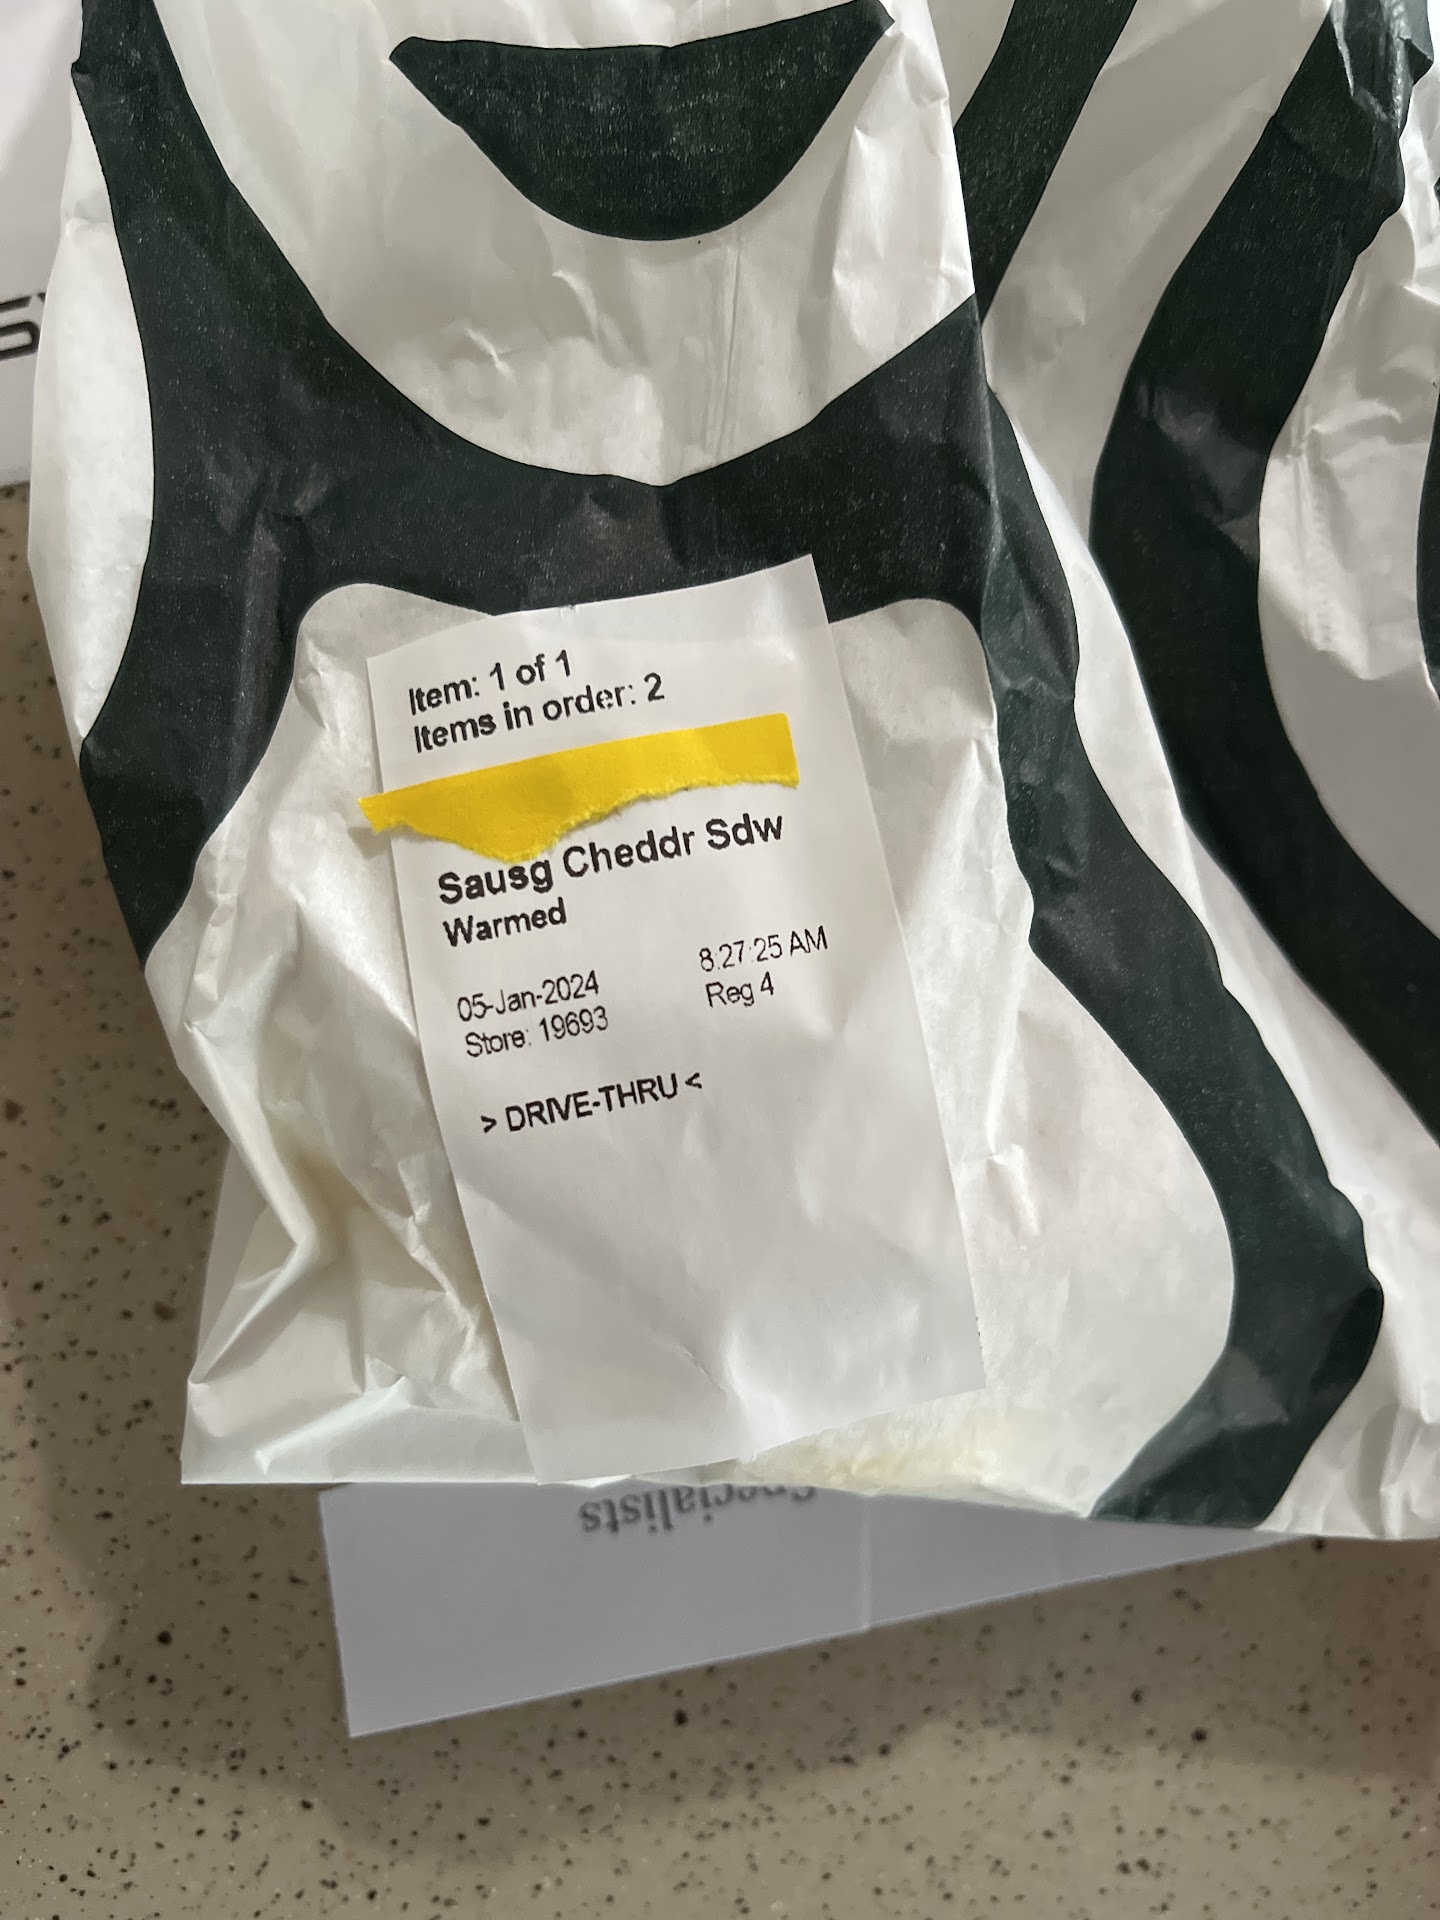 Item: 1 of 1
Items in order: 2
Sausg Cheddr Sdw
Warmed
05-Jan-2024 8:27:25 AM
Store: 19693 Reg 4
> DRIVE-THRU <
Specialists